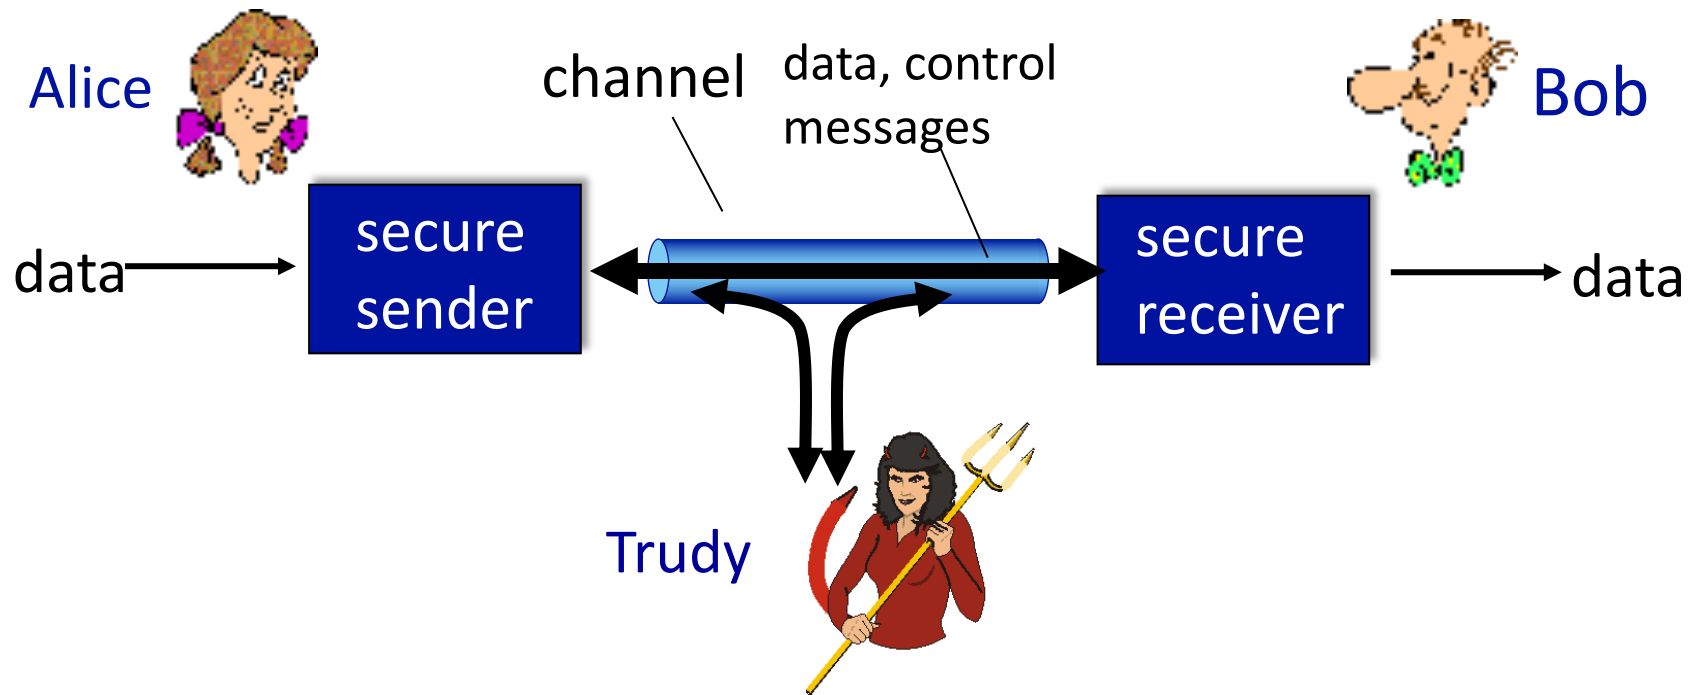 Alice
channel
data, control
messages
Bob
data
secure
sender
secure
receiver
data
Trudy